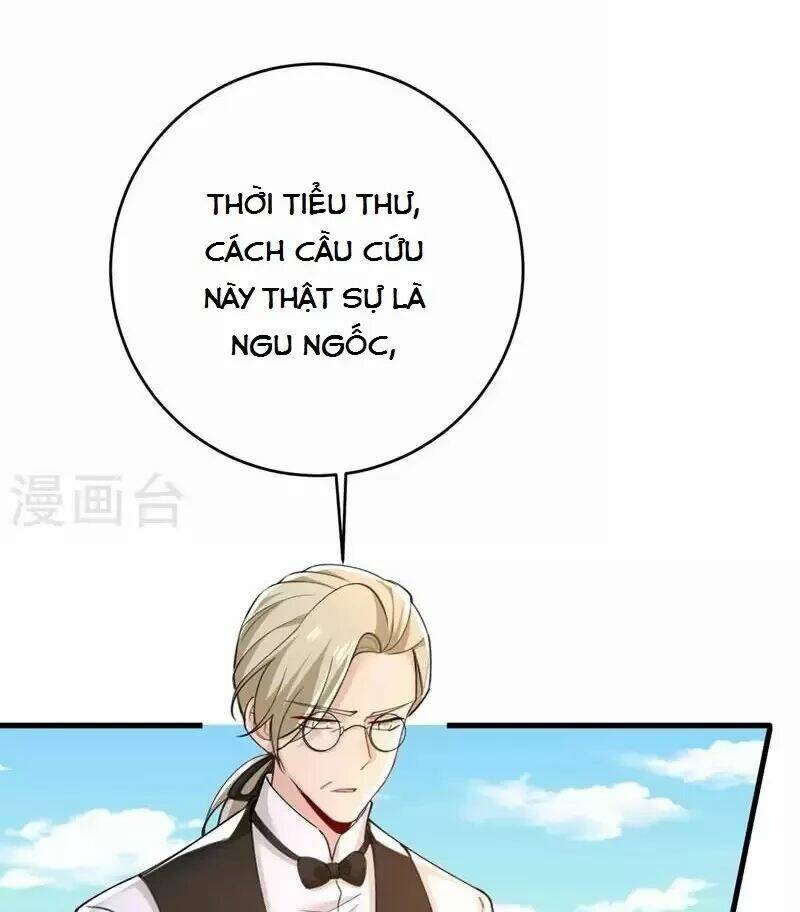 THỜI TIỂU THƯ,
CÁCH CẦU CỨU
NÀY THẬT SỰ LÀ
NGU NGỐC,
漫画台